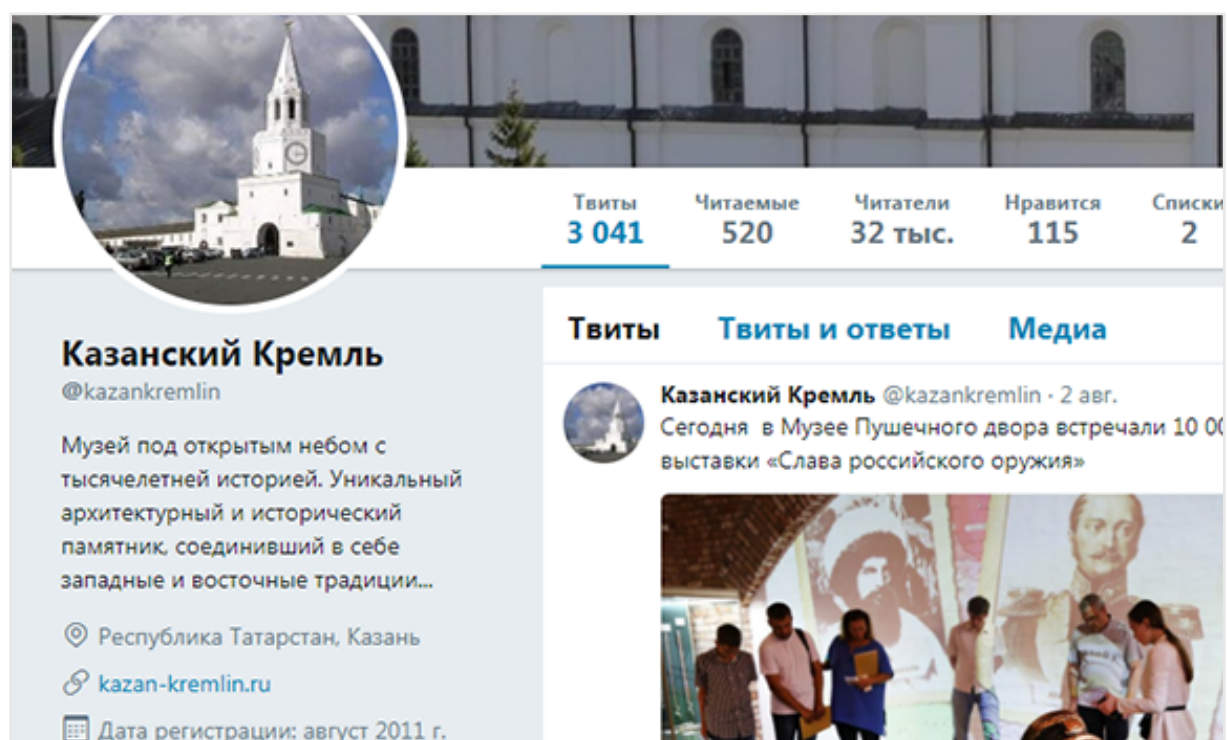 Твиты Читаемые Читатели Нравится Списки
3 041 520 32 тыс. 115 2
Казанский Кремль
@kazankremlin
Музей под открытым небом с
тысячелетней историей. Уникальный
архитектурный и исторический
памятник, соединивший в себе
западные и восточные традиции...
Республика Татарстан, Казань
kazan-kremlin.ru
Дата регистрации: август 2011 г.
Твиты Твиты и ответы Медиа
Казанский Кремль @kazankremlin · 2 авг.
Сегодня в Музее Пушечного двора встречали 10
выставки «Слава российского оружия»